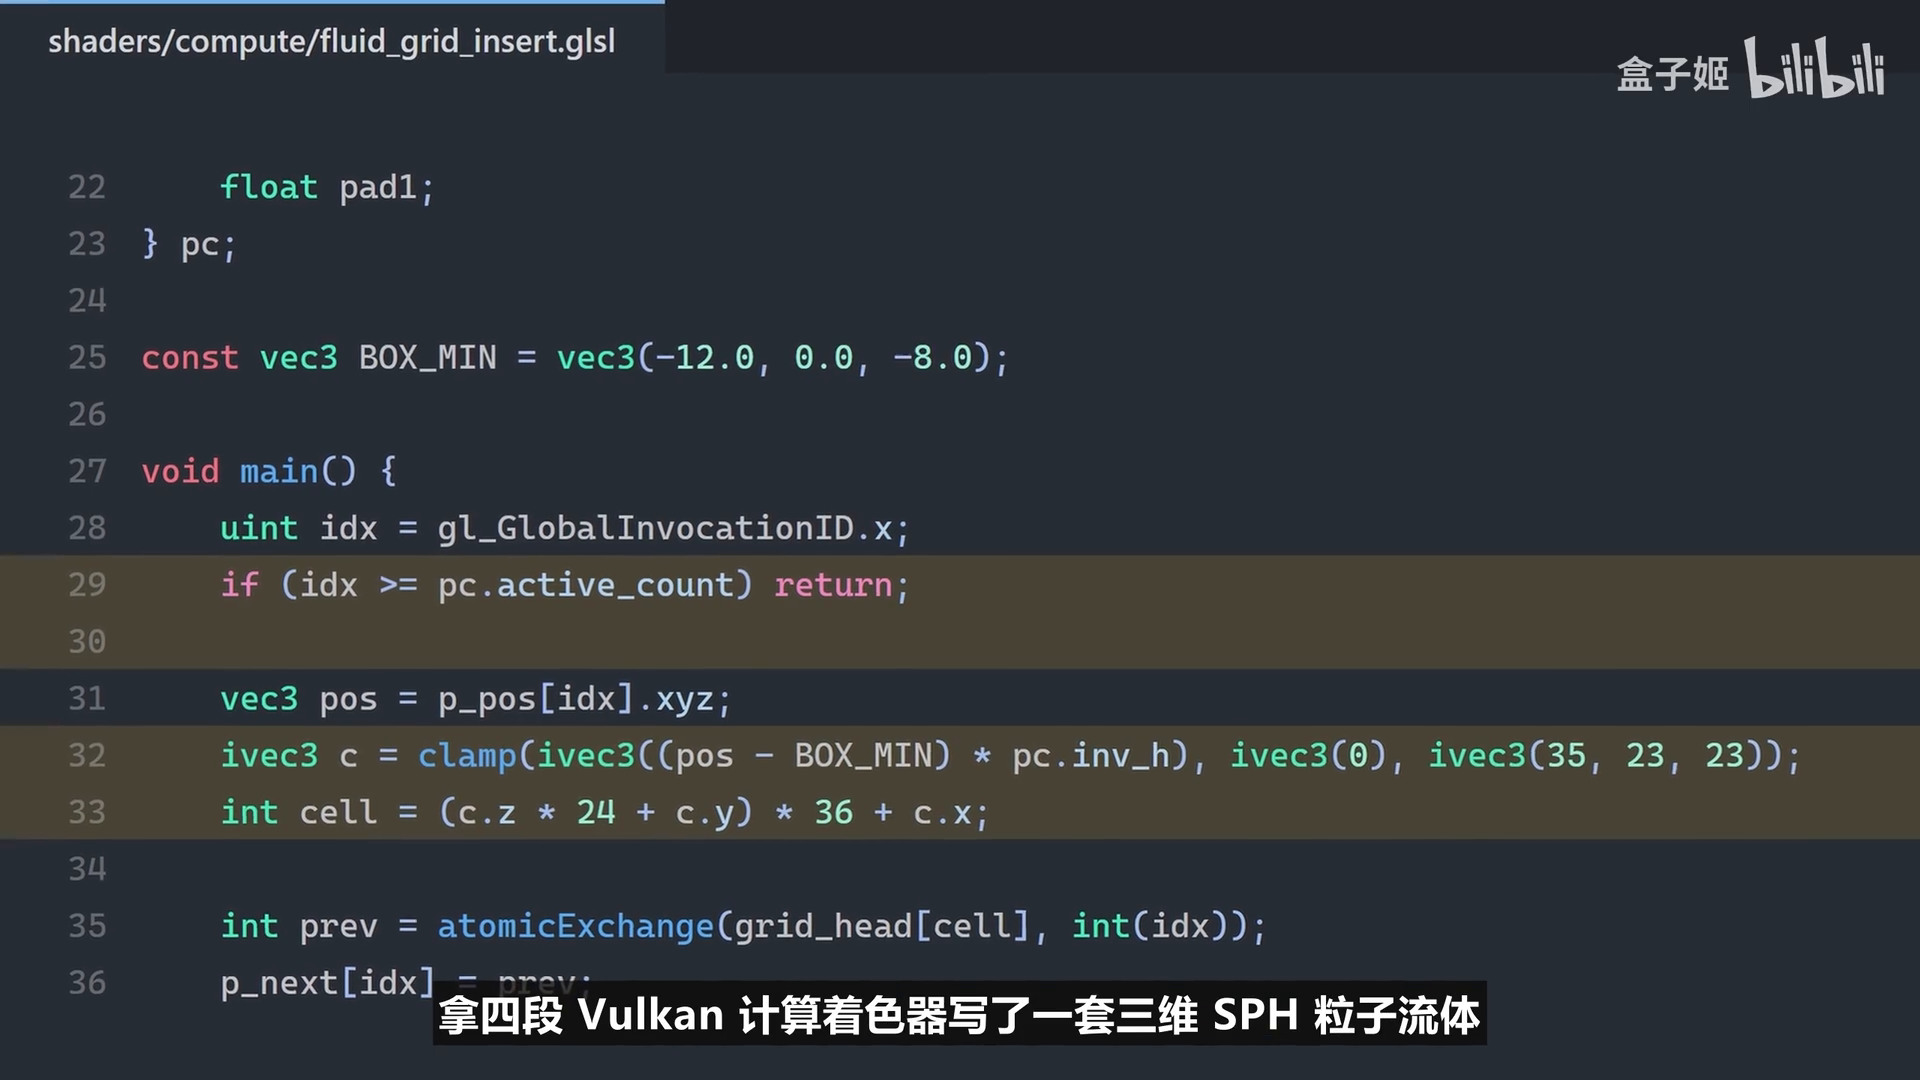 shaders/compute/fluid_grid_insert.glsl
盒子姬 bilibili
22     float pad1;
23 } pc;
24
25 const vec3 BOX_MIN = vec3(-12.0, 0.0, -8.0);
26
27 void main() {
28     uint idx = gl_GlobalInvocationID.x;
29     if (idx >= pc.active_count) return;
30
31     vec3 pos = p_pos[idx].xyz;
32     ivec3 c = clamp(ivec3((pos - BOX_MIN) * pc.inv_h), ivec3(0), ivec3(35, 23, 23));
33     int cell = (c.z * 24 + c.y) * 36 + c.x;
34
35     int prev = atomicExchange(grid_head[cell], int(idx));
36     p_next[idx] = prev;
拿四段 Vulkan 计算着色器写了一套三维 SPH 粒子流体